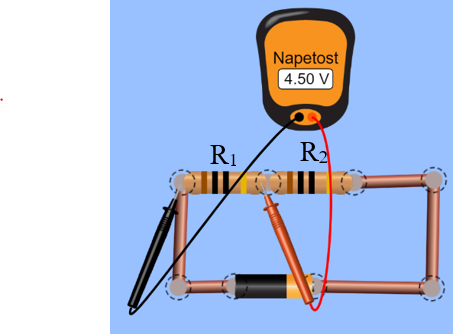 Napetost
4.50 V
R₁ R₂